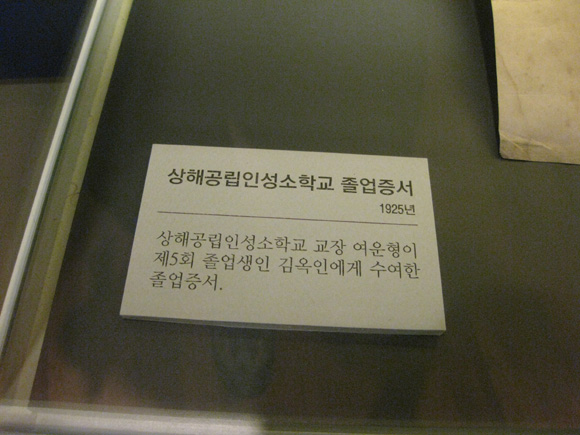 상해공립인성소학교 졸업증서
1925년
상해공립인성소학교 교장 여운형이
제5회 졸업생인 김옥인에게 수여한
졸업증서.